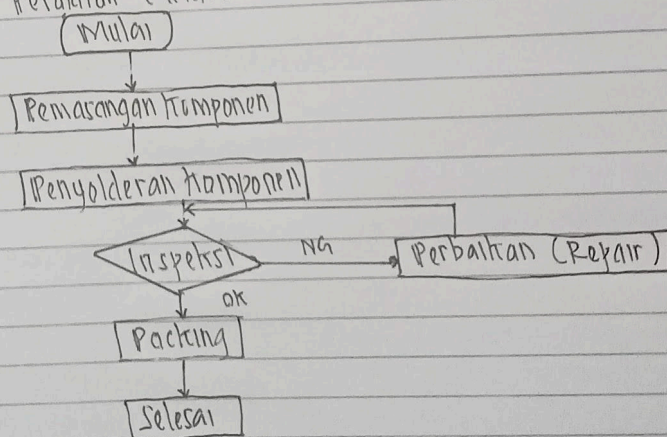 Mulai
Pemasangan Komponen
Penyolderan Komponen
Inspeksi
NG
Perbaikan (Repair)
OK
Packing
Selesai